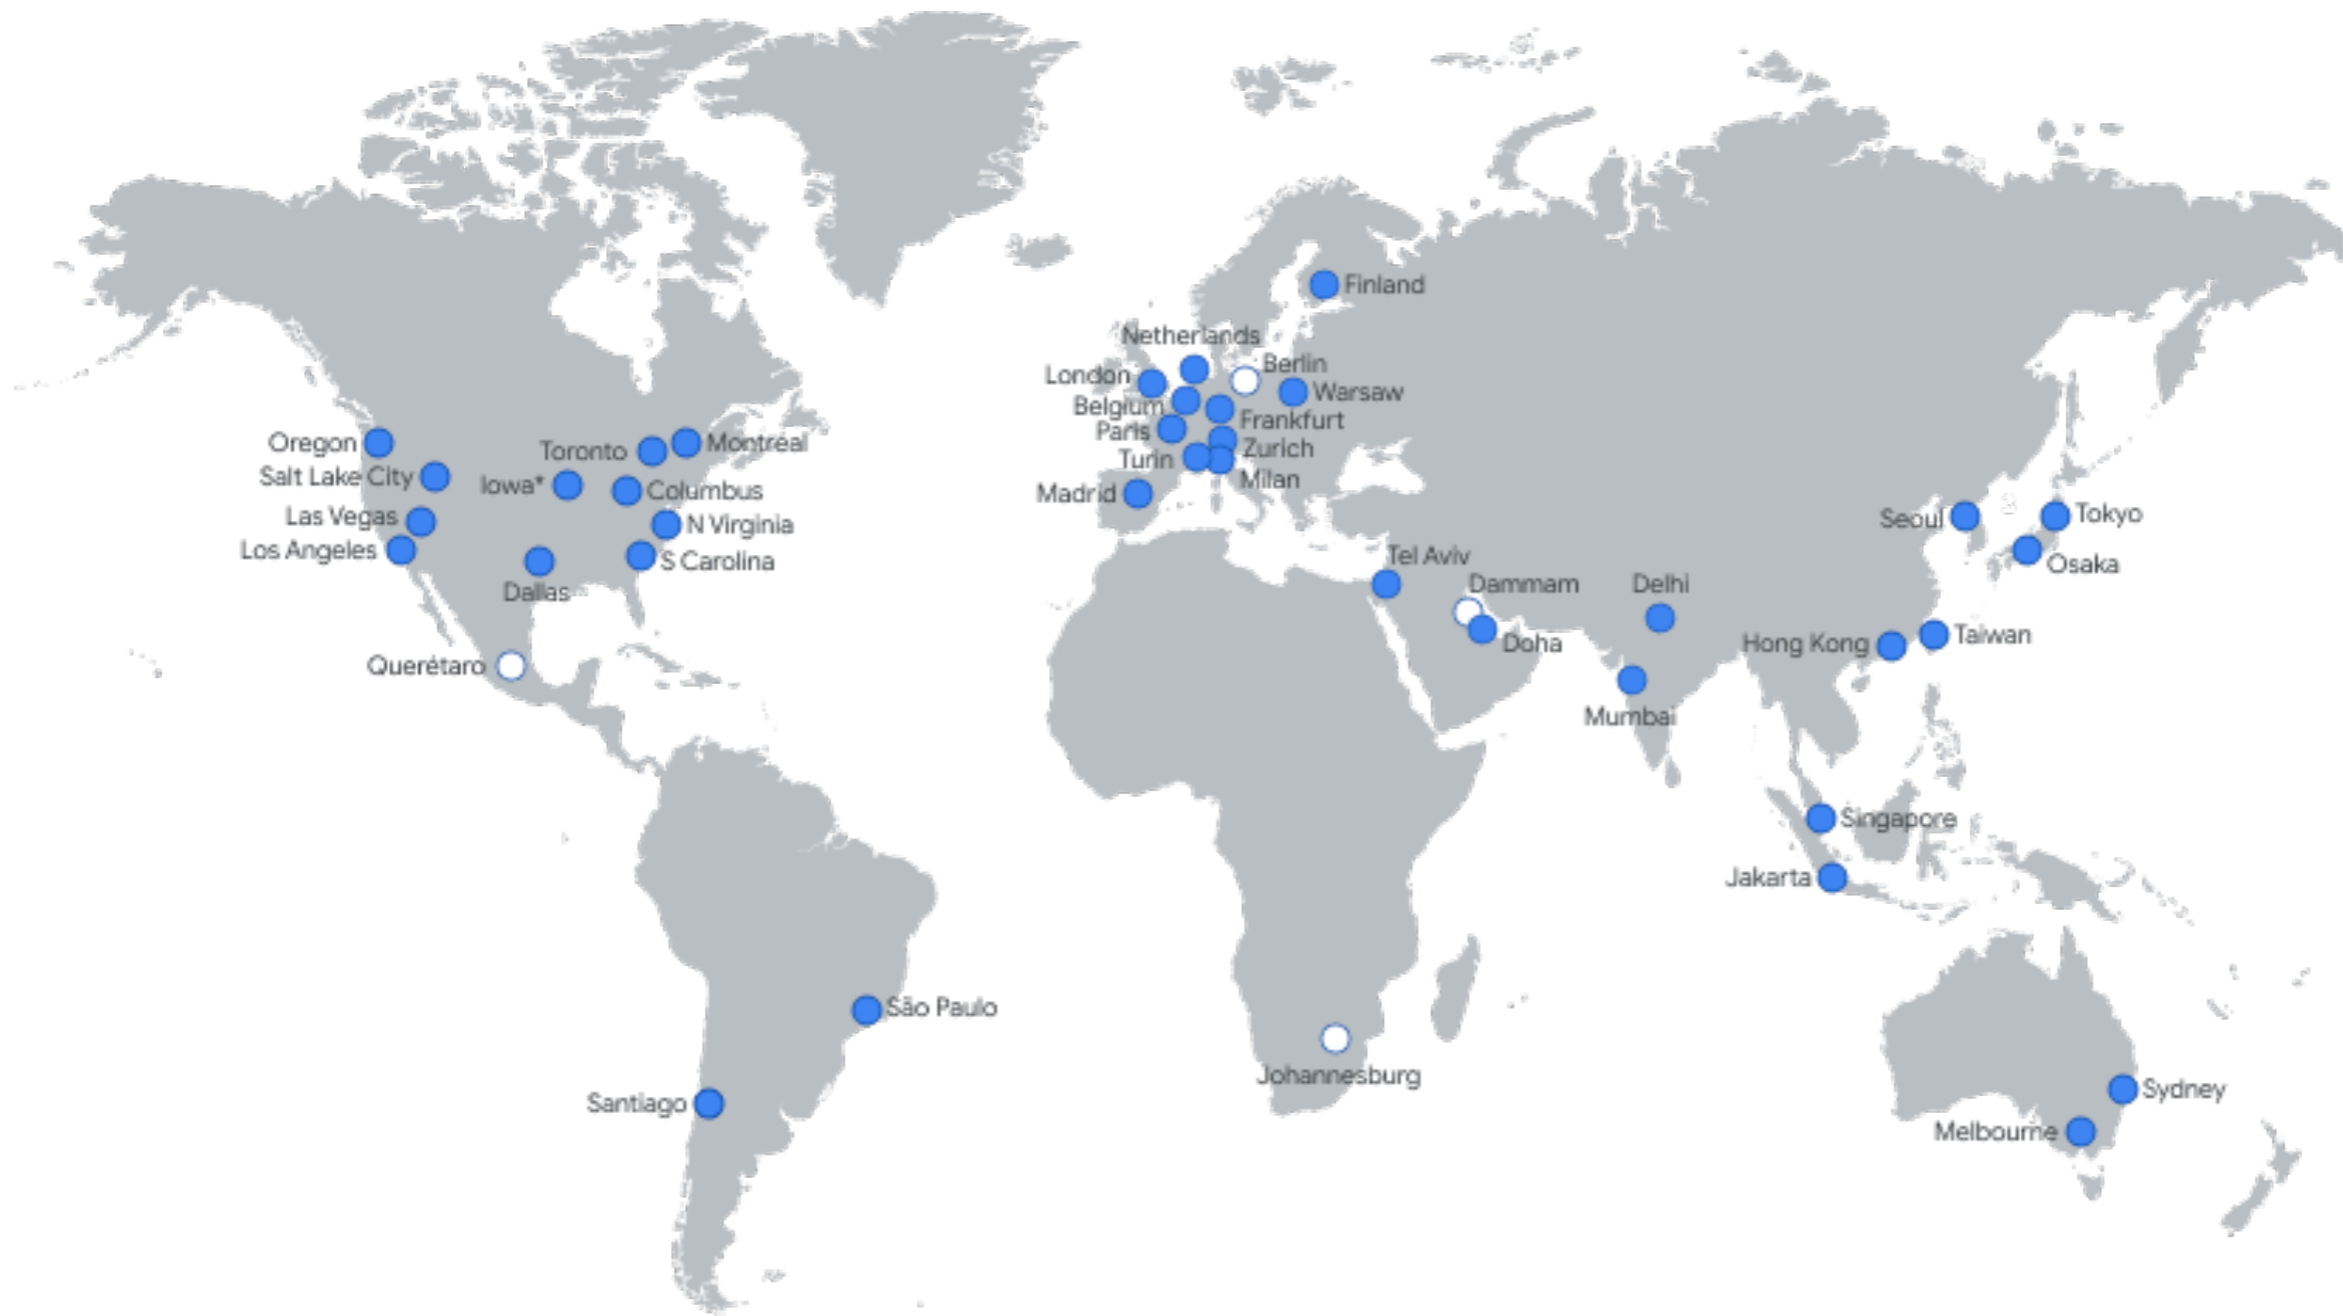 Finland
Netherlands
Berlin
London
Warsaw
Belgium
Frankfurt
Paris
Zurich
Turin
Milan
Madrid
Oregon
Toronto
Montréal
Salt Lake City
Iowa*
Columbus
Las Vegas
N Virginia
Los Angeles
S Carolina
Dallas
Querétaro
Seoul
Tokyo
Osaka
Tel Aviv
Dammam
Delhi
Doha
Hong Kong
Taiwan
Mumbai
Singapore
Jakarta
São Paulo
Johannesburg
Santiago
Sydney
Melbourne